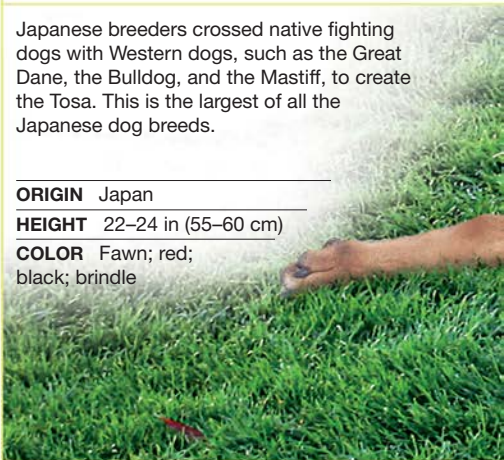 Japanese breeders crossed native fighting
dogs with Western dogs, such as the Great
Dane, the Bulldog, and the Mastiff, to create
the Tosa. This is the largest of all the
Japanese dog breeds.
ORIGIN Japan
HEIGHT 22–24 in (55–60 cm)
COLOR Fawn; red;
black; brindle